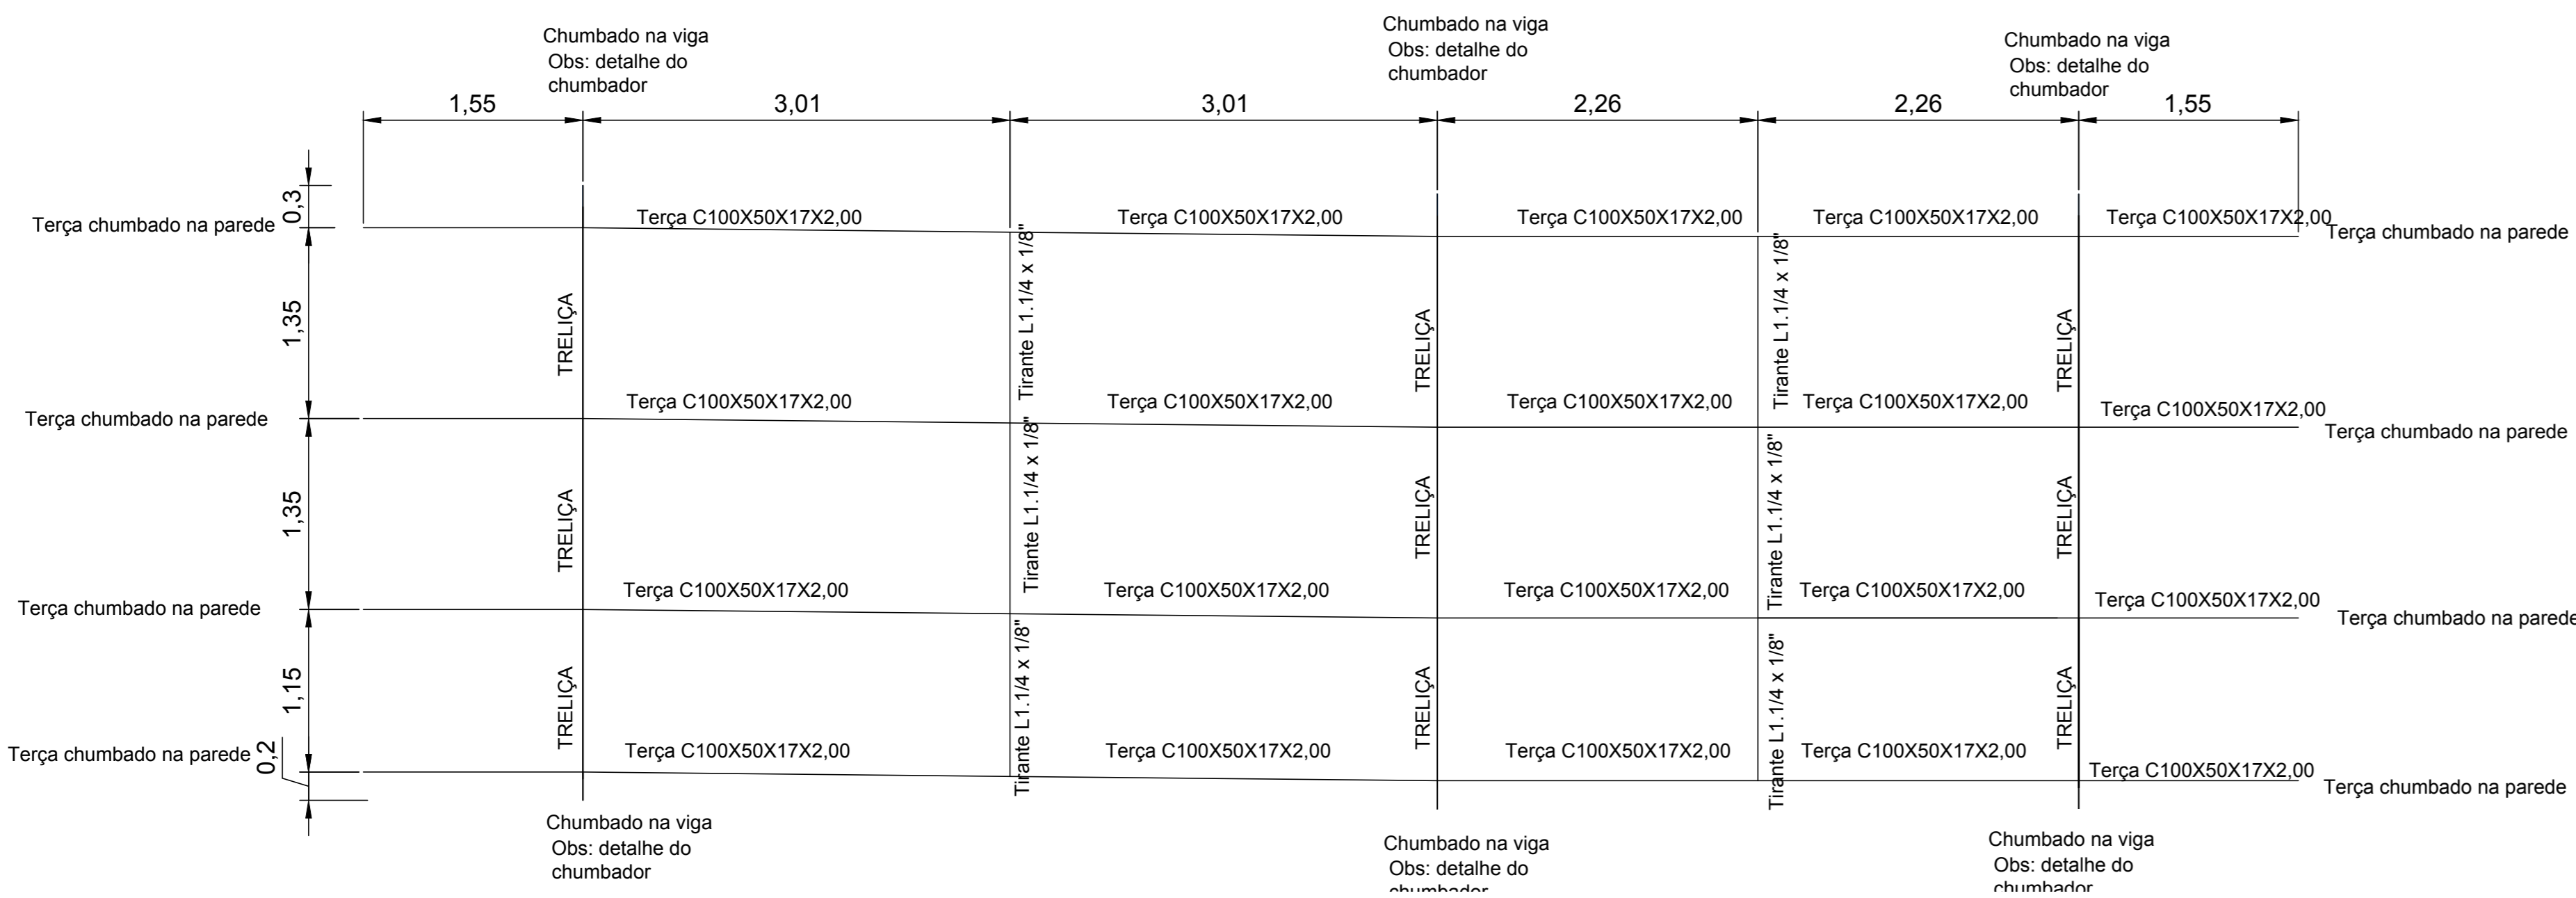 Chumbado na viga
Obs: detalhe do
chumbador
Chumbado na viga
Obs: detalhe do
chumbador
Chumbado na viga
Obs: detalhe do
chumbador
1,55
3,01
3,01
2,26
2,26
1,55
0,3
Terça chumbado na parede
Terça C100X50X17X2,00
Terça C100X50X17X2,00
Terça C100X50X17X2,00
Terça C100X50X17X2,00
Terça C100X50X17X2,00
Terça chumbado na parede
1,35
TRELIÇA
Tirante L1.1/4 x 1/8"
TRELIÇA
Tirante L1.1/4 x 1/8"
TRELIÇA
Terça chumbado na parede
Terça C100X50X17X2,00
Terça C100X50X17X2,00
Terça C100X50X17X2,00
Terça C100X50X17X2,00
Terça C100X50X17X2,00
Terça chumbado na parede
1,35
TRELIÇA
Tirante L1.1/4 x 1/8"
TRELIÇA
Tirante L1.1/4 x 1/8"
TRELIÇA
Terça chumbado na parede
Terça C100X50X17X2,00
Terça C100X50X17X2,00
Terça C100X50X17X2,00
Terça C100X50X17X2,00
Terça C100X50X17X2,00
Terça chumbado na parede
1,15
TRELIÇA
Tirante L1.1/4 x 1/8"
TRELIÇA
Tirante L1.1/4 x 1/8"
TRELIÇA
Terça chumbado na parede
0,2
Terça C100X50X17X2,00
Terça C100X50X17X2,00
Terça C100X50X17X2,00
Terça C100X50X17X2,00
Terça C100X50X17X2,00
Terça chumbado na parede
Chumbado na viga
Obs: detalhe do
chumbador
Chumbado na viga
Obs: detalhe do
chumbador
Chumbado na viga
Obs: detalhe do
chumbador